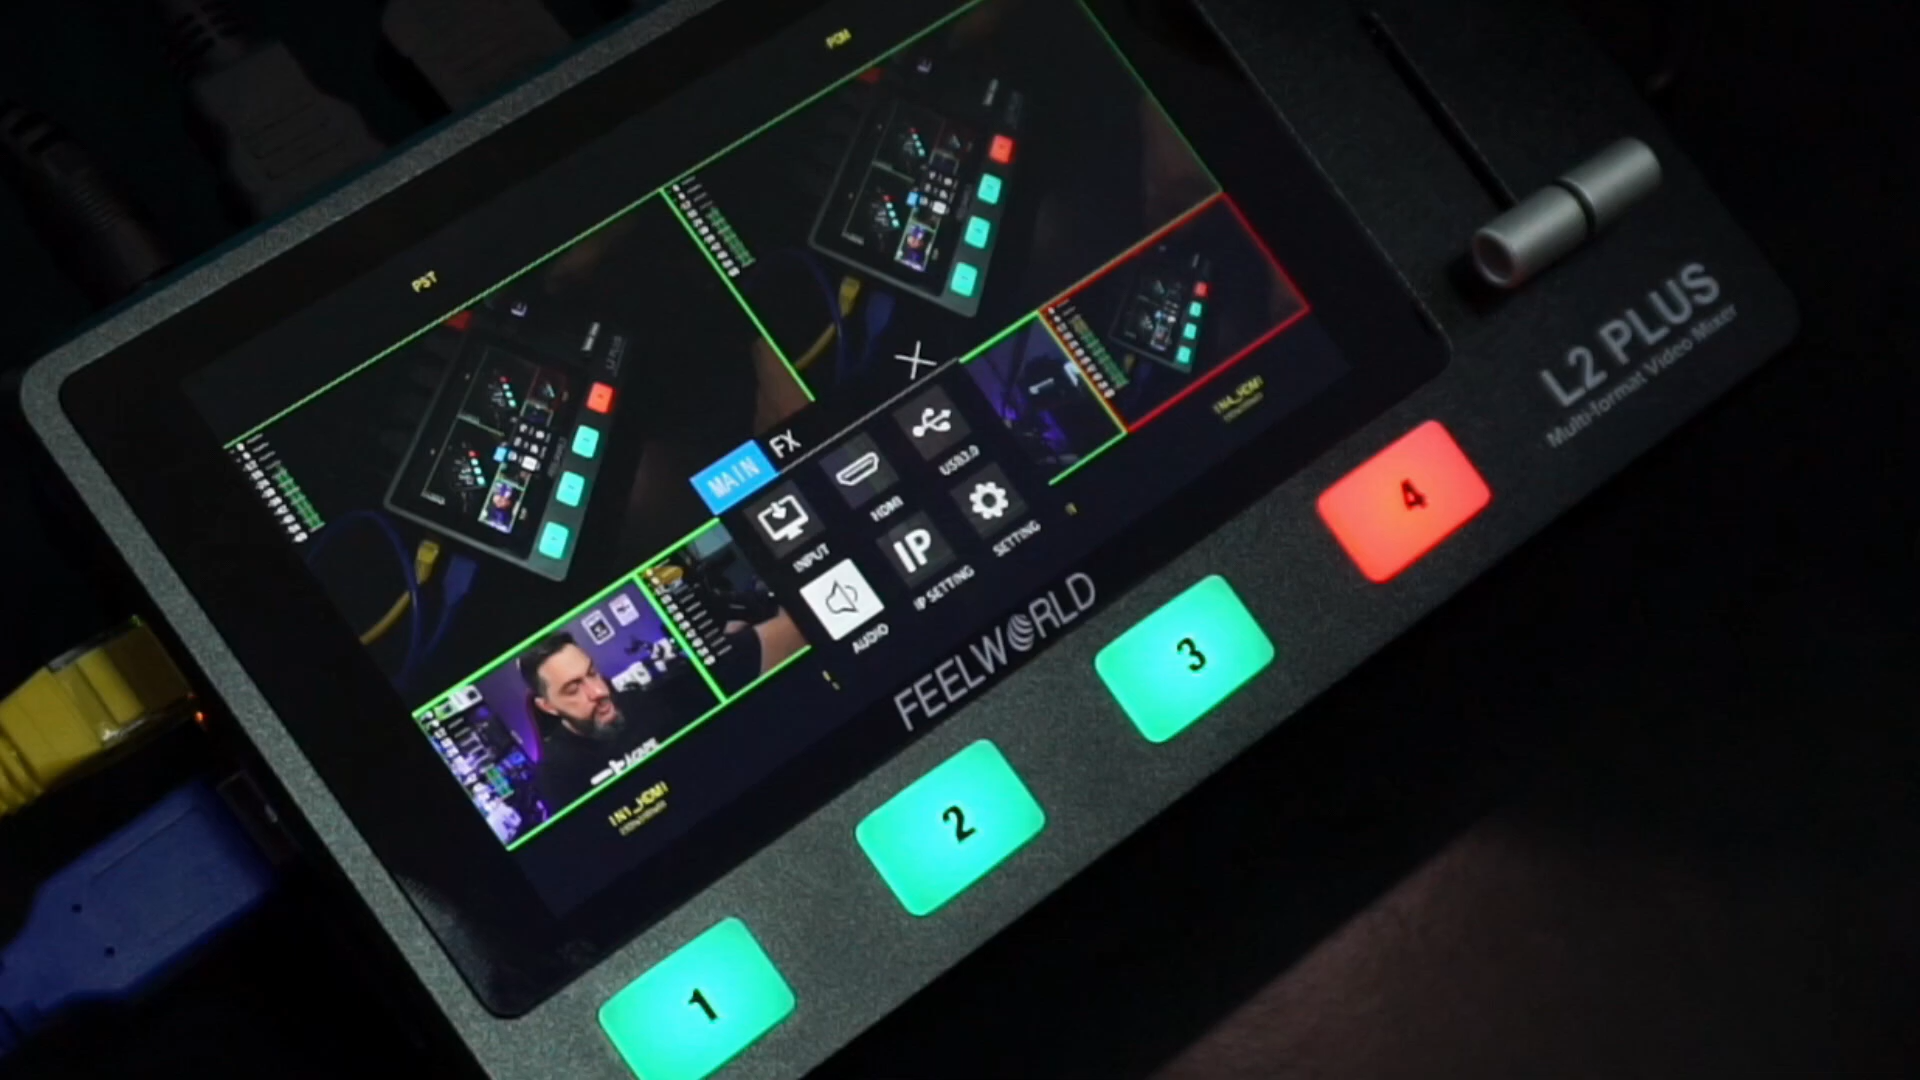 PGM
PST
MAIN FX
INPUT
HDMI
USB3.0
AUDIO
IP
IP SETTING
SETTING
IN1_HDMI
IN4_HDMI
FEELWORLD
L2 PLUS
Multi-format Video Mixer
1
2
3
4